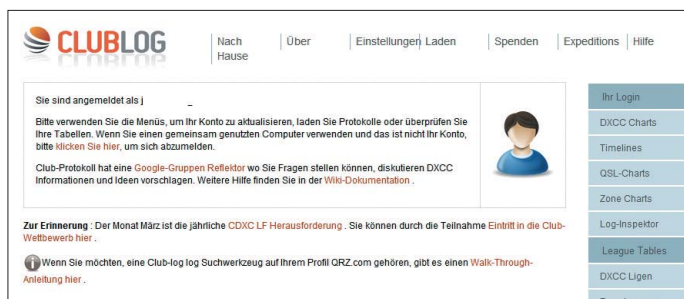 CLUBLOG
Nach Hause
Über
Einstellungen
Laden
Spenden
Expeditions
Hilfe
Sie sind angemeldet als j
Bitte verwenden Sie die Menüs, um Ihr Konto zu aktualisieren, laden Sie Protokolle oder überprüfen Sie
Ihre Tabellen. Wenn Sie einen gemeinsam genutzten Computer verwenden und das ist nicht Ihr Konto,
bitte klicken Sie hier, um sich abzumelden.
Club-Protokoll hat eine Google-Gruppen Reflektor wo Sie Fragen stellen können, diskutieren DXCC
Informationen und Ideen vorschlagen. Weitere Hilfe finden Sie in der Wiki-Dokumentation .
Zur Erinnerung : Der Monat März ist die jährliche CDXC LF Herausforderung . Sie können durch die Teilnahme Eintritt in die Club-
Wettbewerb hier .
Wenn Sie möchten, eine Club-log log Suchwerkzeug auf Ihrem Profil QRZ.com gehören, gibt es einen Walk-Through-
Anleitung hier .
Ihr Login
DXCC Charts
Timelines
QSL-Charts
Zone Charts
Log-Inspektor
League Tables
DXCC Ligen